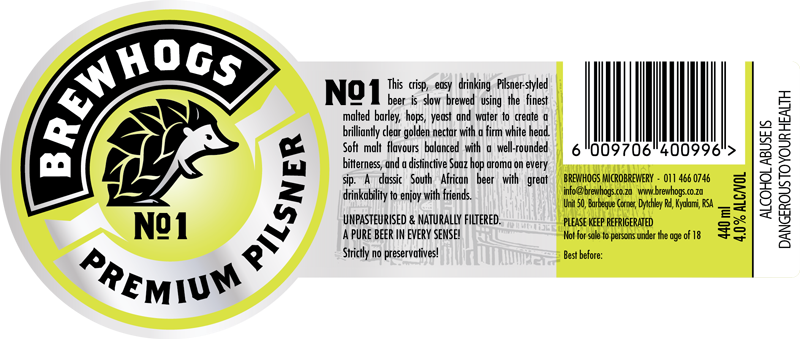 BREWHOGS
Nº1
PREMIUM PILSNER
Nº1 This crisp, easy drinking Pilsner-styled
beer is slow brewed using the finest
malted barley, hops, yeast and water to create a
brilliantly clear golden nectar with a firm white head.
Soft malt flavours balanced with a well-rounded
bitterness, and a distinctive Saaz hop aroma on every
sip. A classic South African beer with great
drinkability to enjoy with friends.
UNPASTEURISED & NATURALLY FILTERED.
A PURE BEER IN EVERY SENSE!
Strictly no preservatives!
6 009706 400996 >
BREWHOGS MICROBREWERY - 011 466 0746
info@brewhogs.co.za www.brewhogs.co.za
Unit 50, Barbeque Corner, Dytchley Rd, Kyalami, RSA
PLEASE KEEP REFRIGERATED
Not for sale to persons under the age of 18
Best before:
440 ml
4.0% ALC/VOL
ALCOHOL ABUSE IS
DANGEROUS TO YOUR HEALTH